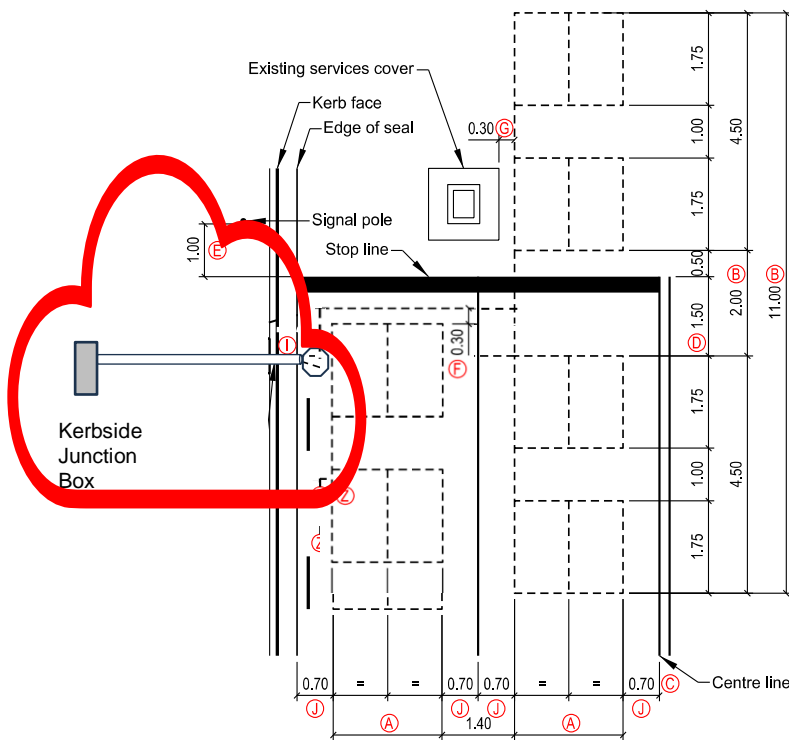 Existing services cover
Kerb face
Edge of seal
0.30 G
Signal pole
Stop line
1.00
E
1.75
1.00
1.75
0.50
1.50
D
1.75
1.00
1.75
4.50
B
2.00
4.50
B
11.00
0.30
F
I
Kerbside
Junction
Box
Z
Z
0.70 = = 0.70 0.70 = = 0.70 C Centre line
J A J J A J
1.40